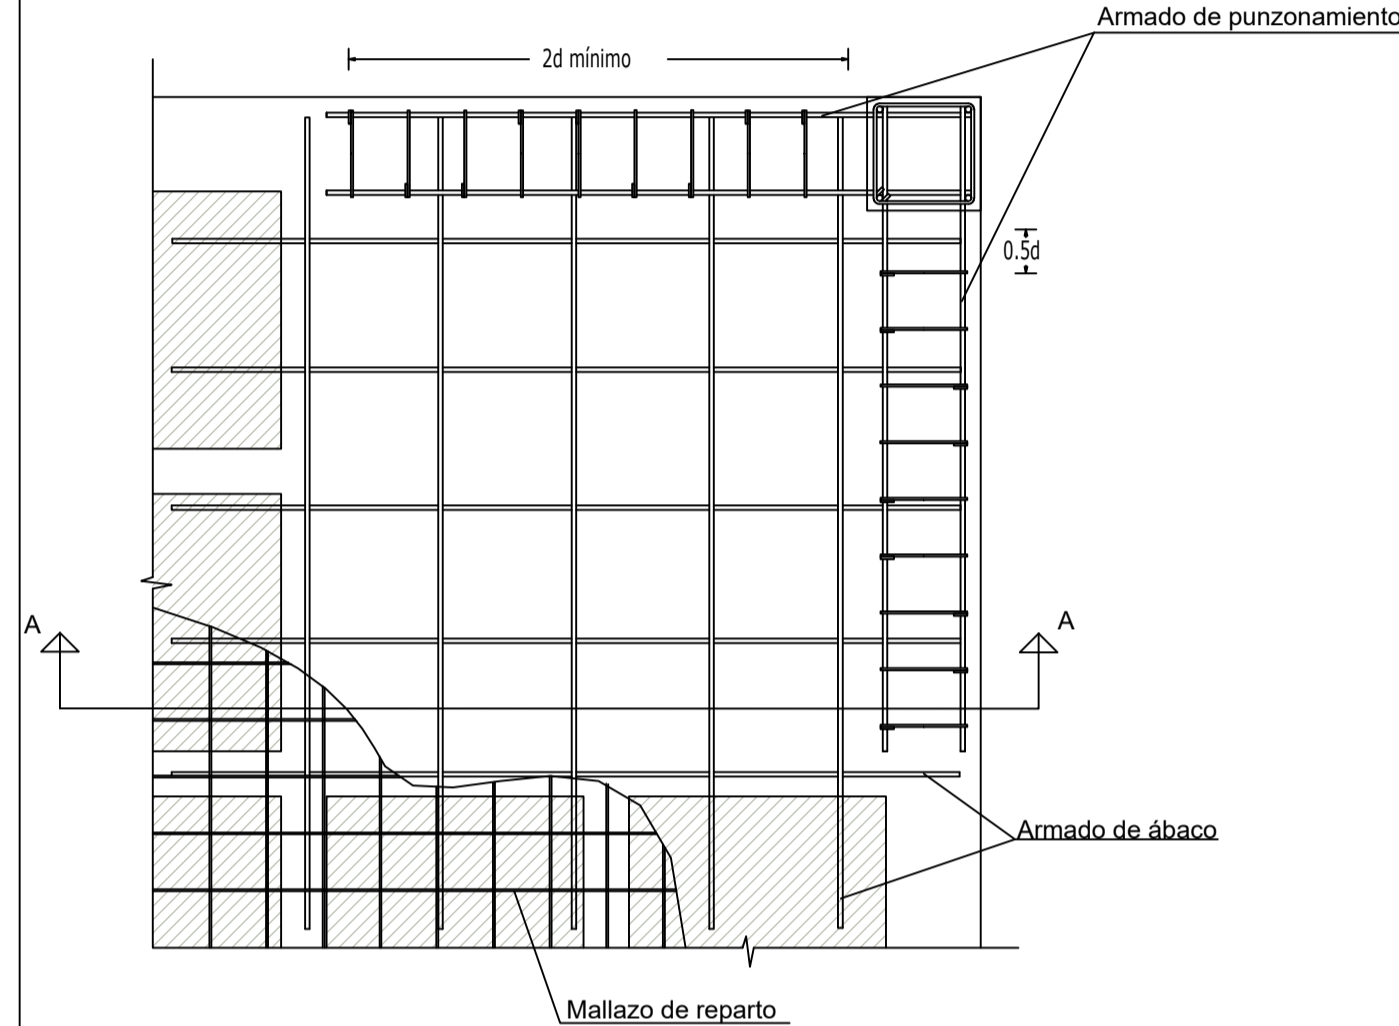 Armado de punzonamiento
2d mínimo
0.5d
A
A
Armado de ábaco
Mallazo de reparto